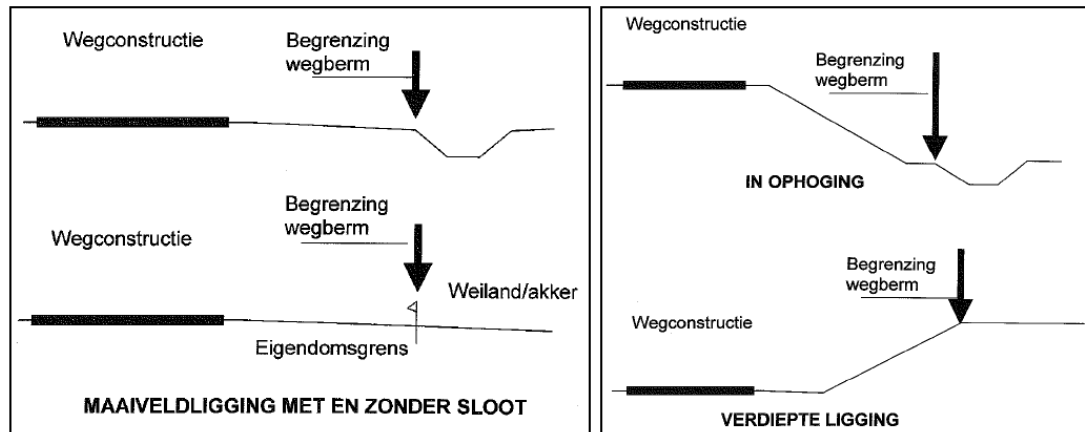 Wegconstructie
Begrenzing
wegberm
Wegconstructie
Begrenzing
wegberm
Weiland/akker
Eigendomsgrens
MAAIVELDLIGGING MET EN ZONDER SLOOT
Wegconstructie
Begrenzing
wegberm
IN OPHOGING
Begrenzing
wegberm
Wegconstructie
VERDIEPTE LIGGING